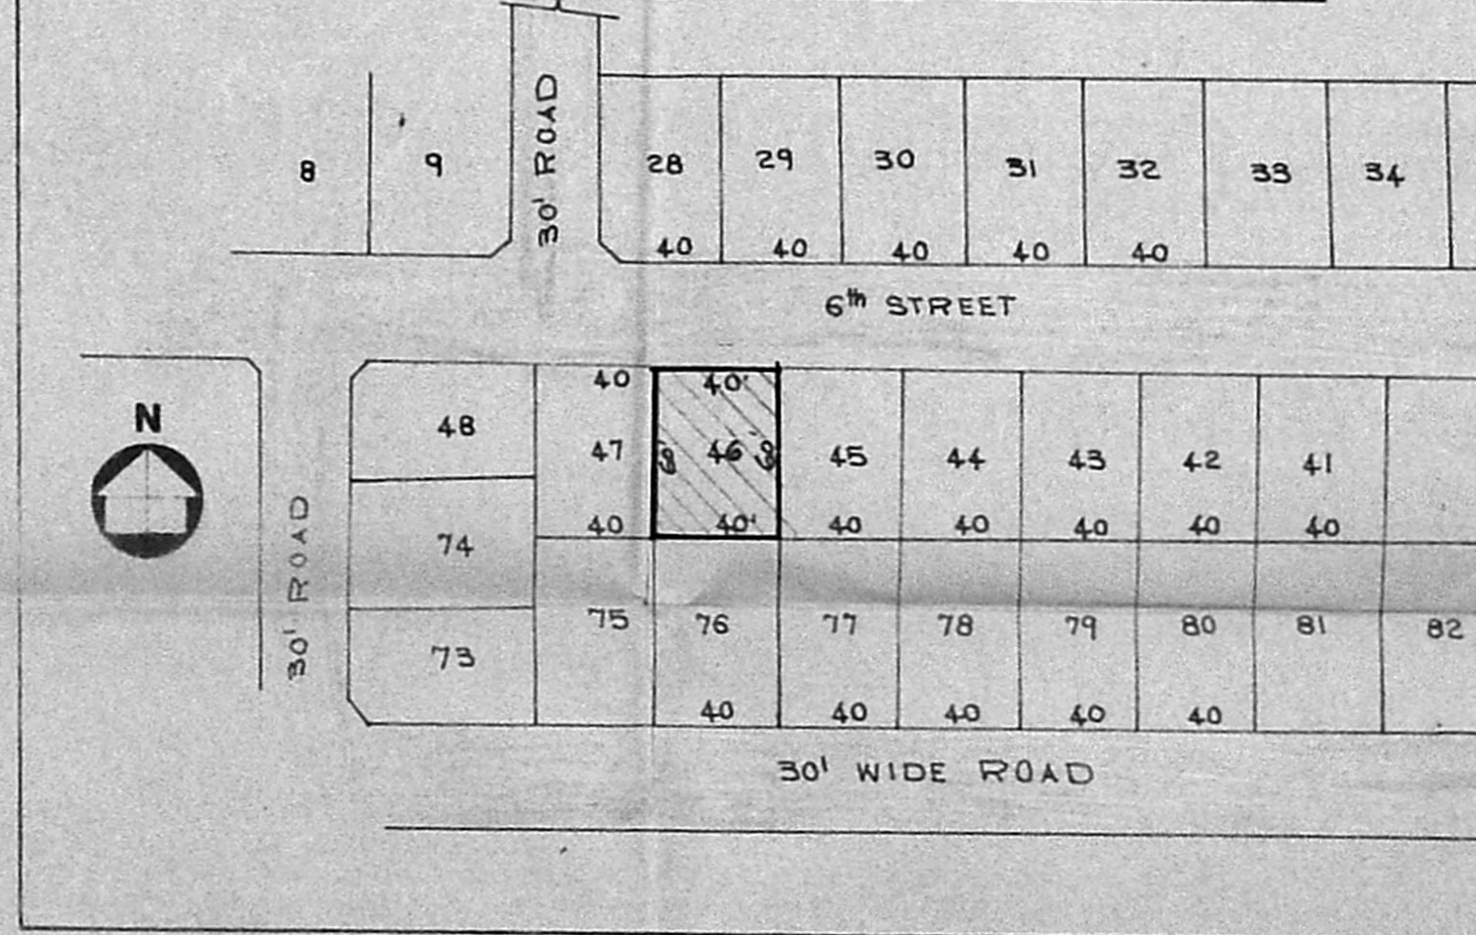 30' ROAD
8 9 28 29 30 31 32 33 34
40 40 40 40 40
6th STREET
40 40'
N
48 47 46 45 44 43 42 41
40 40' 40 40 40 40 40
74
30' ROAD
75 76 77 78 79 80 81 82
73
40 40 40 40 40
30' WIDE ROAD